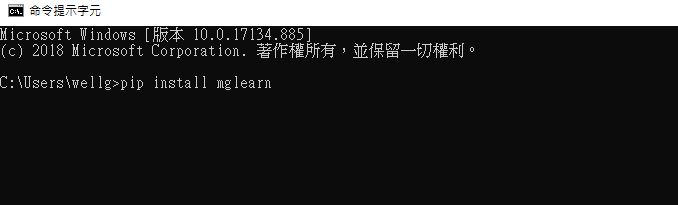 命令提示字元
Microsoft Windows [版本 10.0.17134.885]
(c) 2018 Microsoft Corporation. 著作權所有，並保留一切權利。
C:\Users\wellg>pip install mglearn